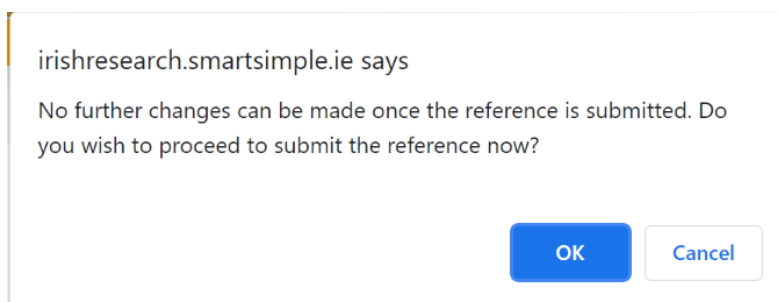 irishresearch.smartsimple.ie says
No further changes can be made once the reference is submitted. Do
you wish to proceed to submit the reference now?
OK
Cancel